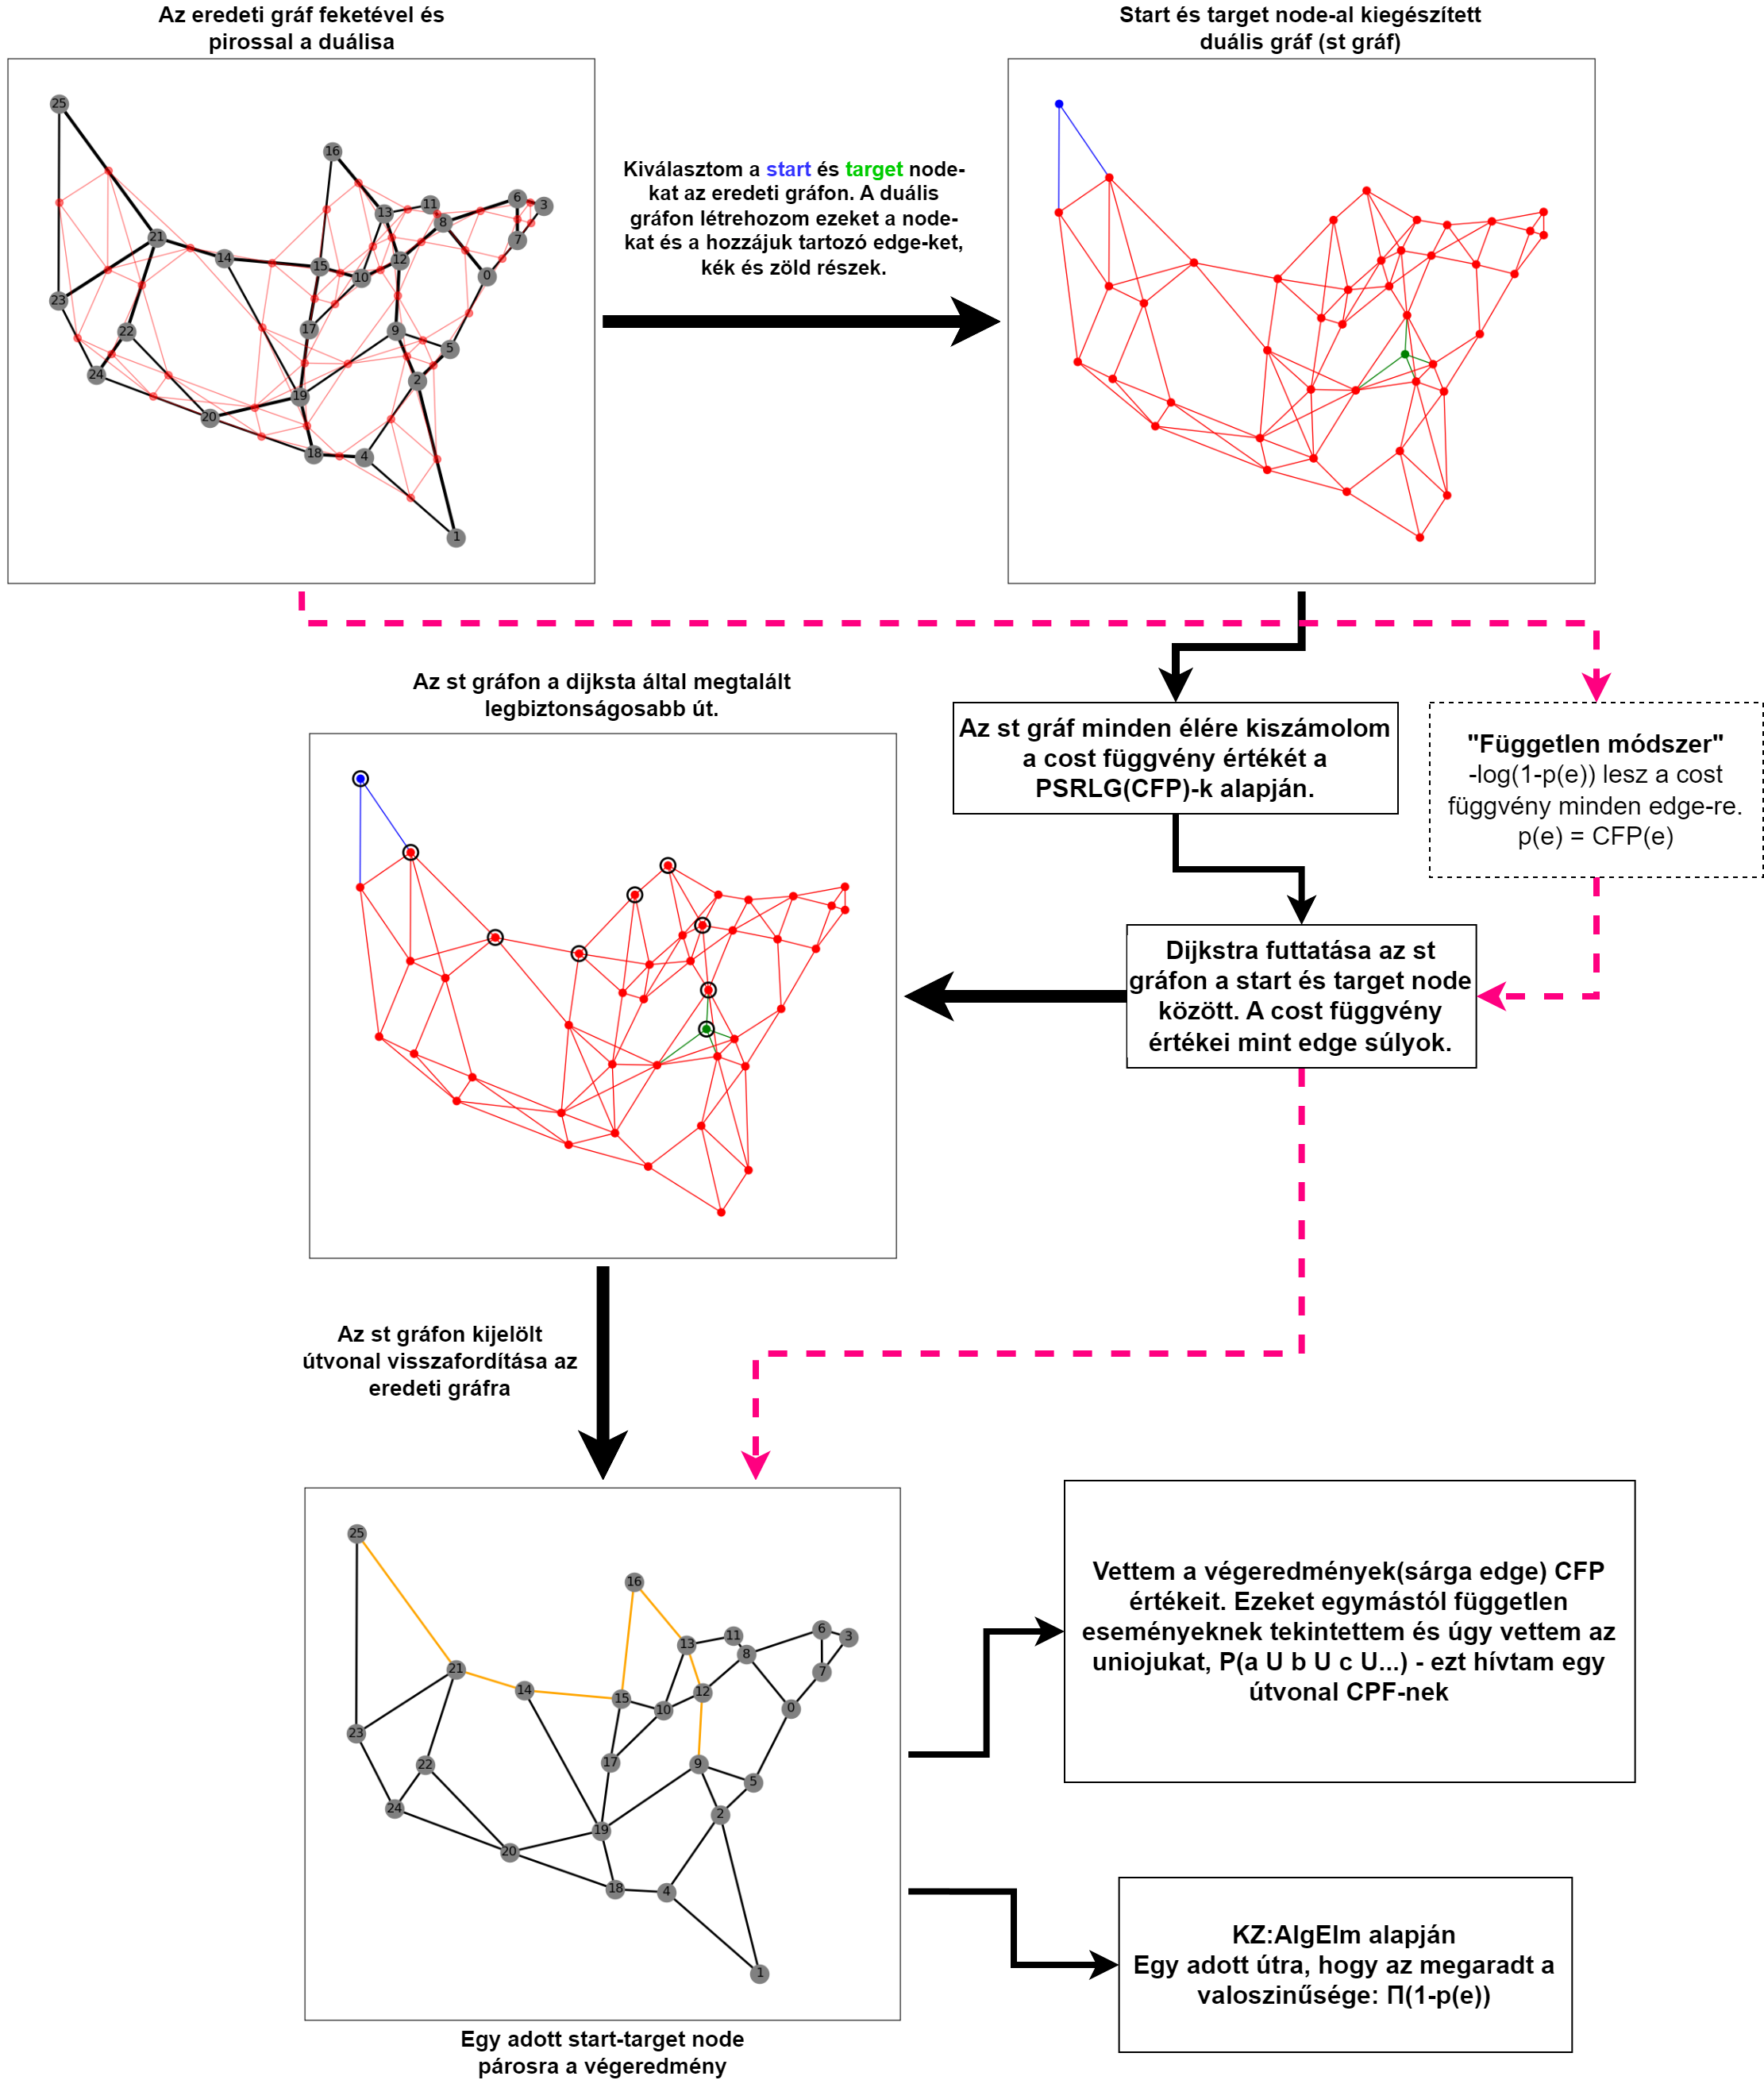 Az eredeti gráf feketével és
pirossal a duálisa
Start és target node-al kiegészített
duális gráf (st gráf)
25
16
11
6
3
13
8
21
7
14
12
15
10
0
23
22
17
9
5
24
2
19
20
18
4
1
Kiválasztom a start és target node-
kat az eredeti gráfon. A duális
gráfon létrehozom ezeket a node-
kat és a hozzájuk tartozó edge-ket,
kék és zöld részek.
Az st gráfon a dijksta által megtalált
legbiztonságosabb út.
Az st gráf minden élére kiszámolom
a cost függvény értékét a
PSRLG(CFP)-k alapján.
"Független módszer"
-log(1-p(e)) lesz a cost
függvény minden edge-re.
p(e) = CFP(e)
Dijkstra futtatása az st
gráfon a start és target node
között. A cost függvény
értékei mint edge súlyok.
Az st gráfon kijelölt
útvonal visszafordítása az
eredeti gráfra
25
16
11
6
3
13
8
21
7
14
12
15
10
0
23
22
17
9
5
24
2
19
20
18
4
1
Vettem a végeredmények(sárga edge) CFP
értékeit. Ezeket egymástól független
eseményeknek tekintettem és úgy vettem az
uniojukat, P(a U b U c U...) - ezt hívtam egy
útvonal CPF-nek
KZ:AlgElm alapján
Egy adott útra, hogy az megaradt a
valoszinűsége: Π(1-p(e))
Egy adott start-target node
párosra a végeredmény